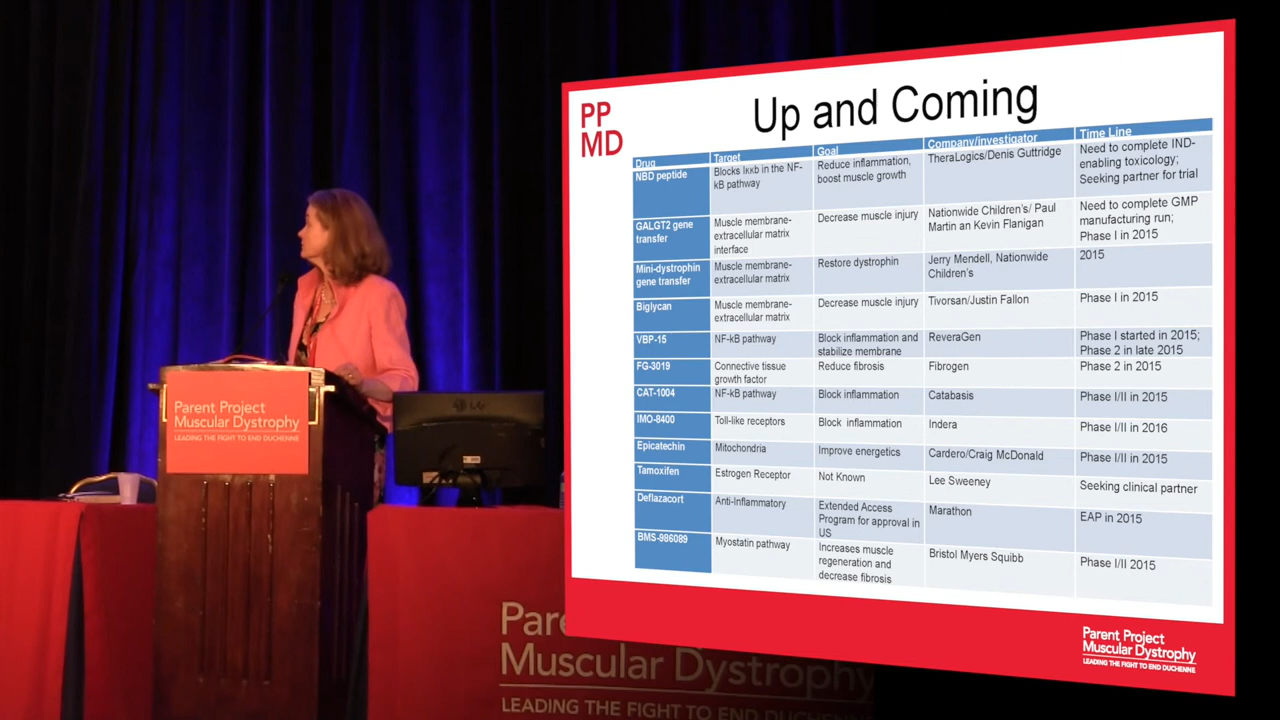 PP
MD
Up and Coming
Drug Target Goal Company/investigator Time Line
NBD peptide
Blocks Iκκb in the NF-
kB pathway
Reduce inflammation,
boost muscle growth
TheraLogics/Denis Guttridge
Need to complete IND-
enabling toxicology;
Seeking partner for trial
GALGT2 gene
transfer
Muscle membrane-
extracellular matrix
interface
Decrease muscle injury
Nationwide Children's/ Paul
Martin an Kevin Flanigan
Need to complete GMP
manufacturing run;
Phase I in 2015
Mini-dystrophin
gene transfer
Muscle membrane-
extracellular matrix
Restore dystrophin
Jerry Mendell, Nationwide
Children's
2015
Biglycan
Muscle membrane-
extracellular matrix
Decrease muscle injury
Tivorsan/Justin Fallon
Phase I in 2015
VBP-15
NF-kB pathway
Block inflammation and
stabilize membrane
ReveraGen
Phase I started in 2015;
Phase 2 in late 2015
FG-3019
Connective tissue
growth factor
Reduce fibrosis
Fibrogen
Phase 2 in 2015
CAT-1004
NF-kB pathway
Block inflammation
Catabasis
Phase I/II in 2015
IMO-8400
Toll-like receptors
Block inflammation
Indera
Phase I/II in 2016
Epicatechin
Mitochondria
Improve energetics
Cardero/Craig McDonald
Phase I/II in 2015
Tamoxifen
Estrogen Receptor
Not Known
Lee Sweeney
Seeking clinical partner
Deflazacort
Anti-Inflammatory
Extended Access
Program for approval in
US
Marathon
EAP in 2015
BMS-986089
Myostatin pathway
Increases muscle
regeneration and
decrease fibrosis
Bristol Myers Squibb
Phase I/II 2015
Parent Project
Muscular Dystrophy
LEADING THE FIGHT TO END DUCHENNE
Parent Project
Muscular Dystrophy
LEADING THE FIGHT TO END DUCHENNE
LG
Pare
Muscular Dystrophy
LEADING THE FIGHT TO END DUCHENNE